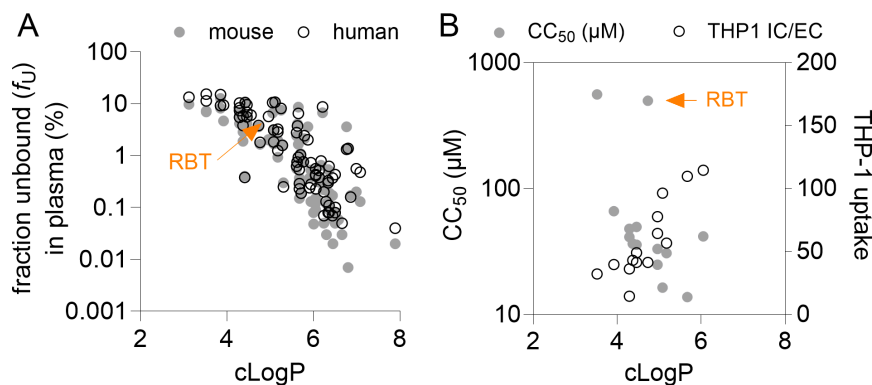 A
mouse
human
fraction unbound (fU)
in plasma (%)
100
10
1
0.1
0.01
0.001
RBT
2
4
6
8
cLogP
B
CC50 (µM)
THP1 IC/EC
CC50 (µM)
1000
100
10
RBT
200
150
100
50
0
THP-1 uptake
2
4
6
8
cLogP